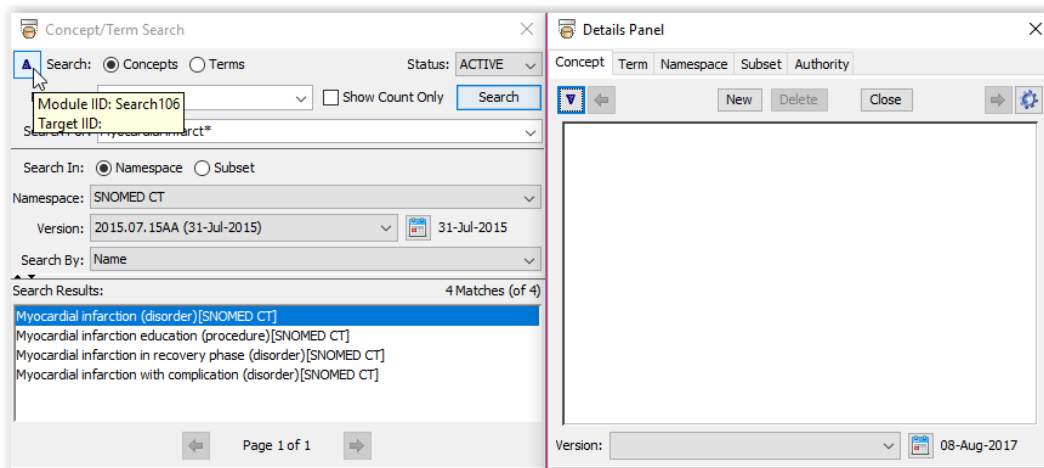 Concept/Term Search
Search: Concepts Terms Status: ACTIVE
Show Count Only Search
Module IID: Search106
Target IID:
Search In: Namespace Subset
Namespace: SNOMED CT
Version: 2015.07.15AA (31-Jul-2015) 31-Jul-2015
Search By: Name
Search Results: 4 Matches (of 4)
Myocardial infarction (disorder)[SNOMED CT]
Myocardial infarction education (procedure)[SNOMED CT]
Myocardial infarction in recovery phase (disorder)[SNOMED CT]
Myocardial infarction with complication (disorder)[SNOMED CT]
Page 1 of 1
Details Panel
Concept Term Namespace Subset Authority
New Delete Close
Version: 08-Aug-2017